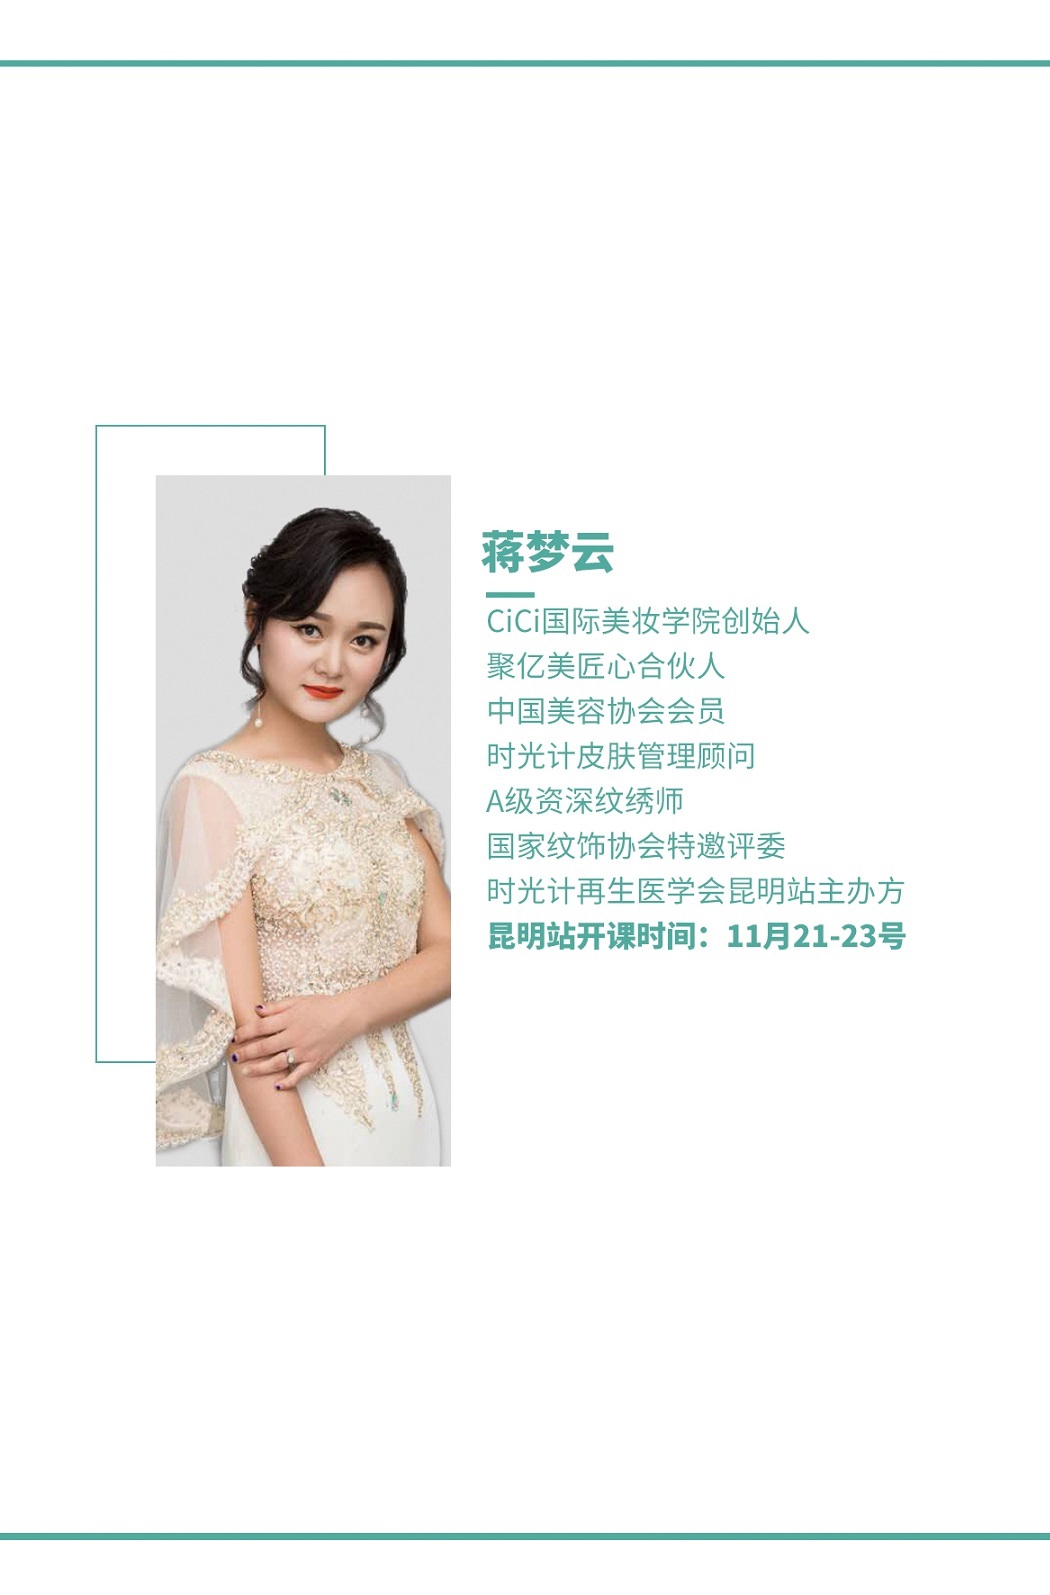 蒋梦云
CiCi国际美妆学院创始人
聚亿美匠心合伙人
中国美容协会会员
时光计皮肤管理顾问
A级资深纹绣师
国家纹饰协会特邀评委
时光计再生医学会昆明站主办方
昆明站开课时间：11月21-23号